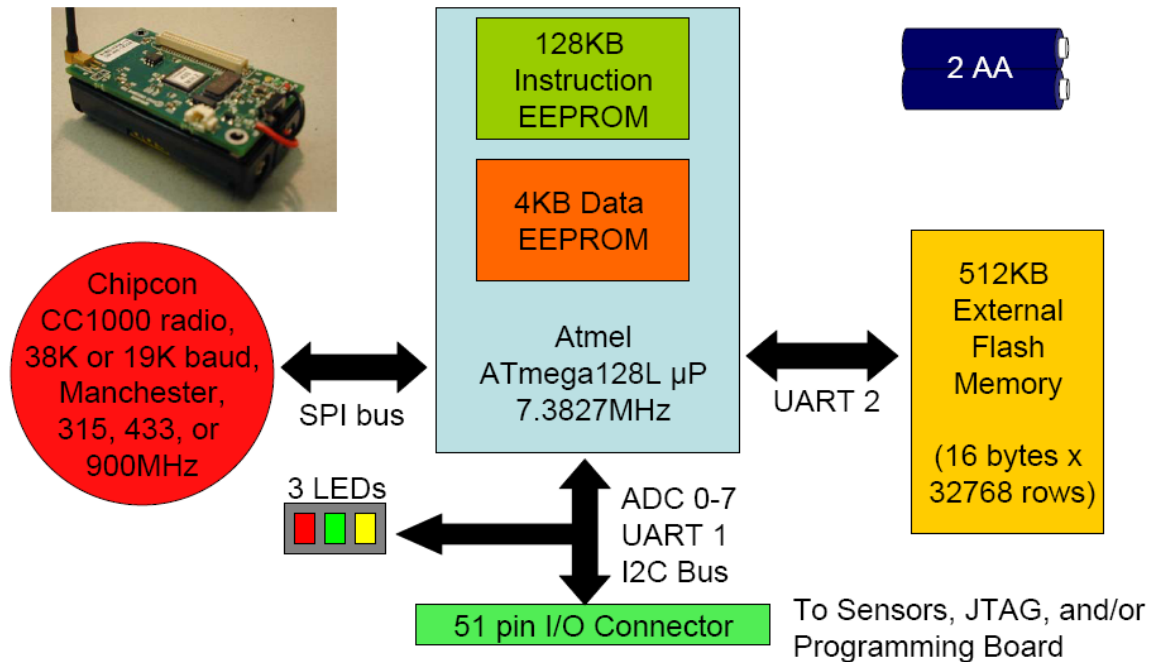 128KB
Instruction
EEPROM
2 AA
4KB Data
EEPROM
Chipcon
CC1000 radio,
38K or 19K baud,
Manchester,
315, 433, or
900MHz
SPI bus
Atmel
ATmega128L µP
7.3827MHz
UART 2
512KB
External
Flash
Memory
(16 bytes x
32768 rows)
3 LEDs
ADC 0-7
UART 1
I2C Bus
51 pin I/O Connector
To Sensors, JTAG, and/or
Programming Board